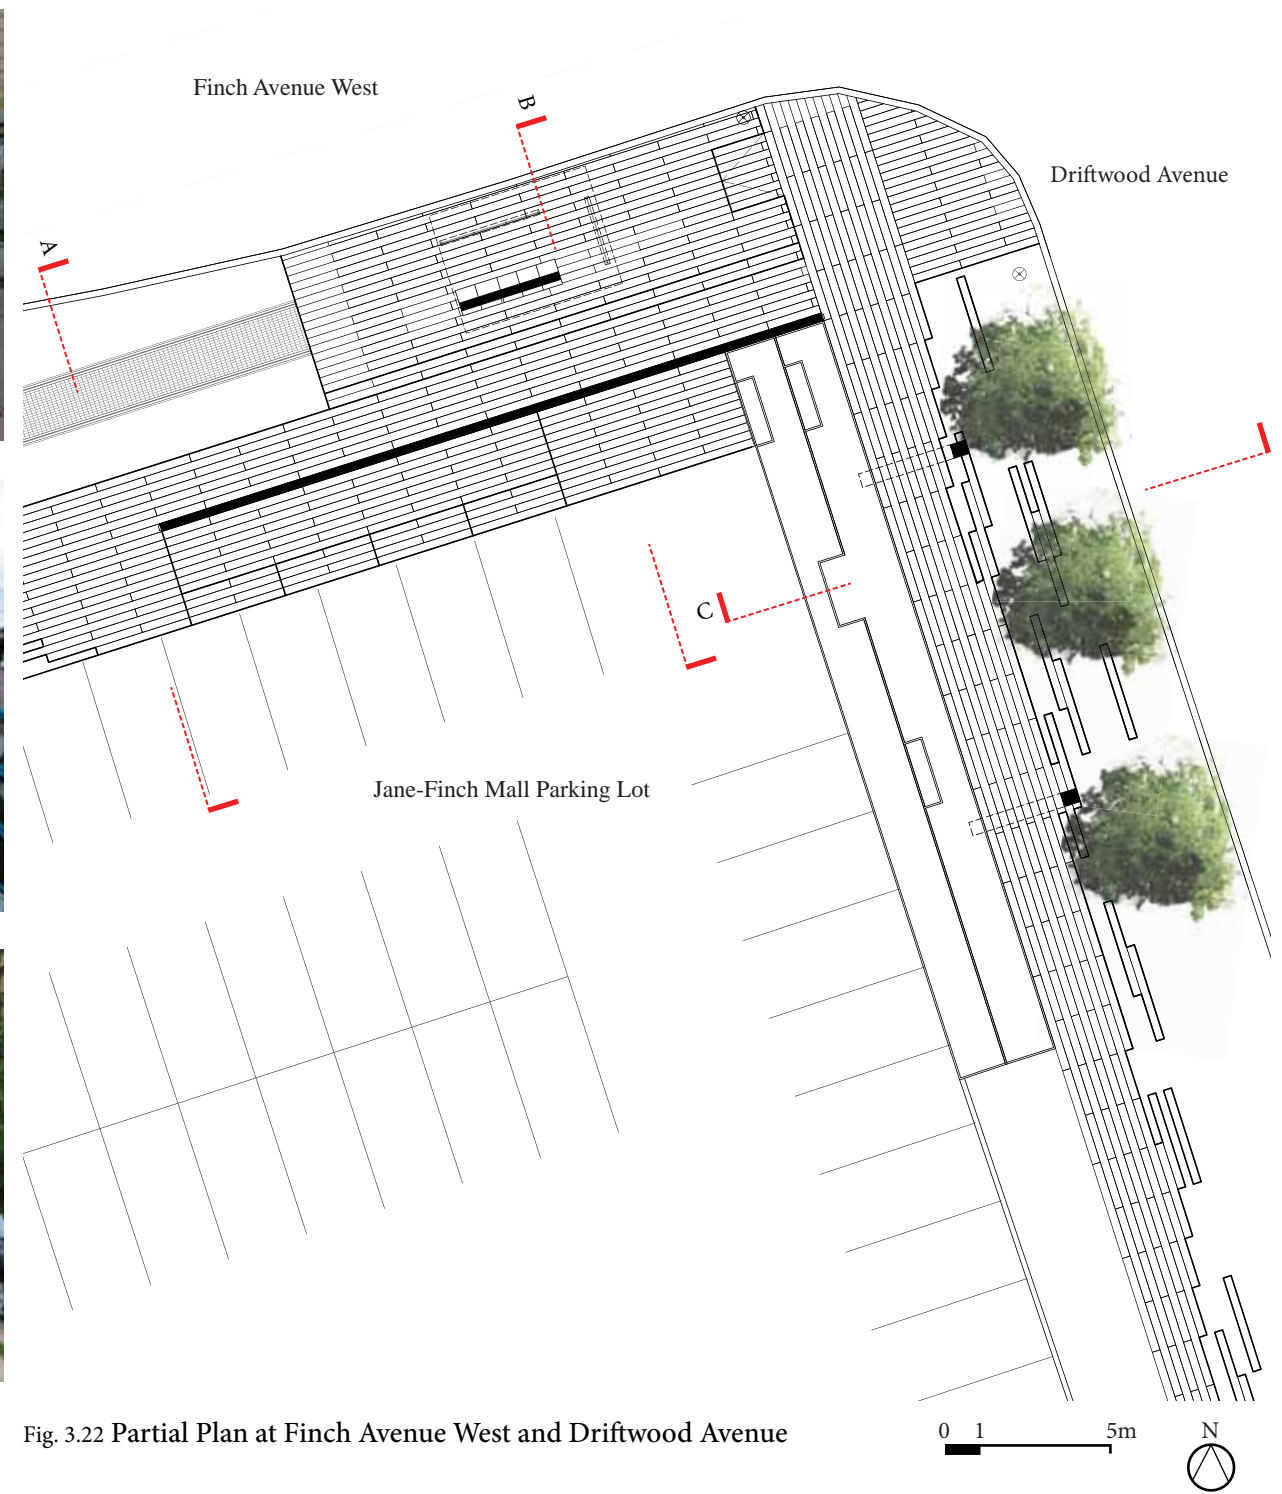 Finch Avenue West
B
Driftwood Avenue
A
C
Jane-Finch Mall Parking Lot
Fig. 3.22 Partial Plan at Finch Avenue West and Driftwood Avenue
0 1 5m
N